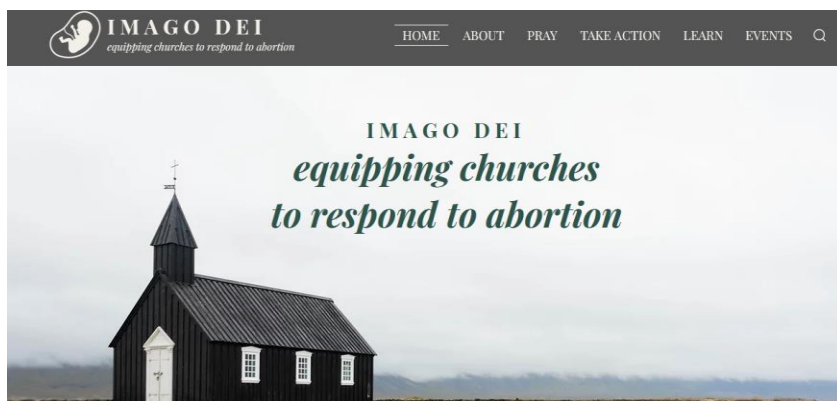 IMAGO DEI
equipping churches to respond to abortion
HOME ABOUT PRAY TAKE ACTION LEARN EVENTS
IMAGO DEI
equipping churches
to respond to abortion